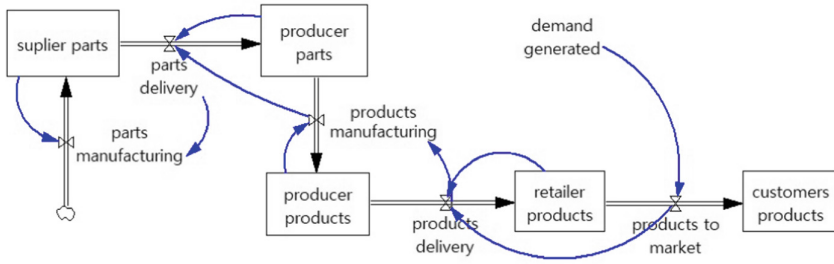 suplier parts
parts
delivery
producer
parts
demand
generated
parts
manufacturing
products
manufacturing
producer
products
products
delivery
retailer
products
products to
market
customers
products